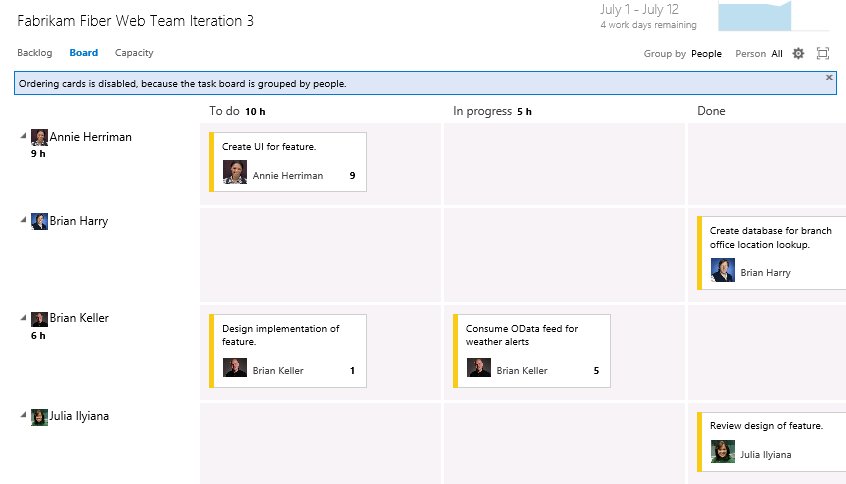 Fabrikam Fiber Web Team Iteration 3
July 1 - July 12
4 work days remaining
Backlog Board Capacity
Group by People Person All
Ordering cards is disabled, because the task board is grouped by people.
To do 10 h
In progress 5 h
Done
Annie Herriman
9 h
Create UI for feature.
Annie Herriman 9
Brian Harry
Create database for branch
office location lookup.
Brian Harry
Brian Keller
6 h
Design implementation of
feature.
Brian Keller 1
Consume OData feed for
weather alerts
Brian Keller 5
Julia Ilyiana
Review design of feature.
Julia Ilyiana